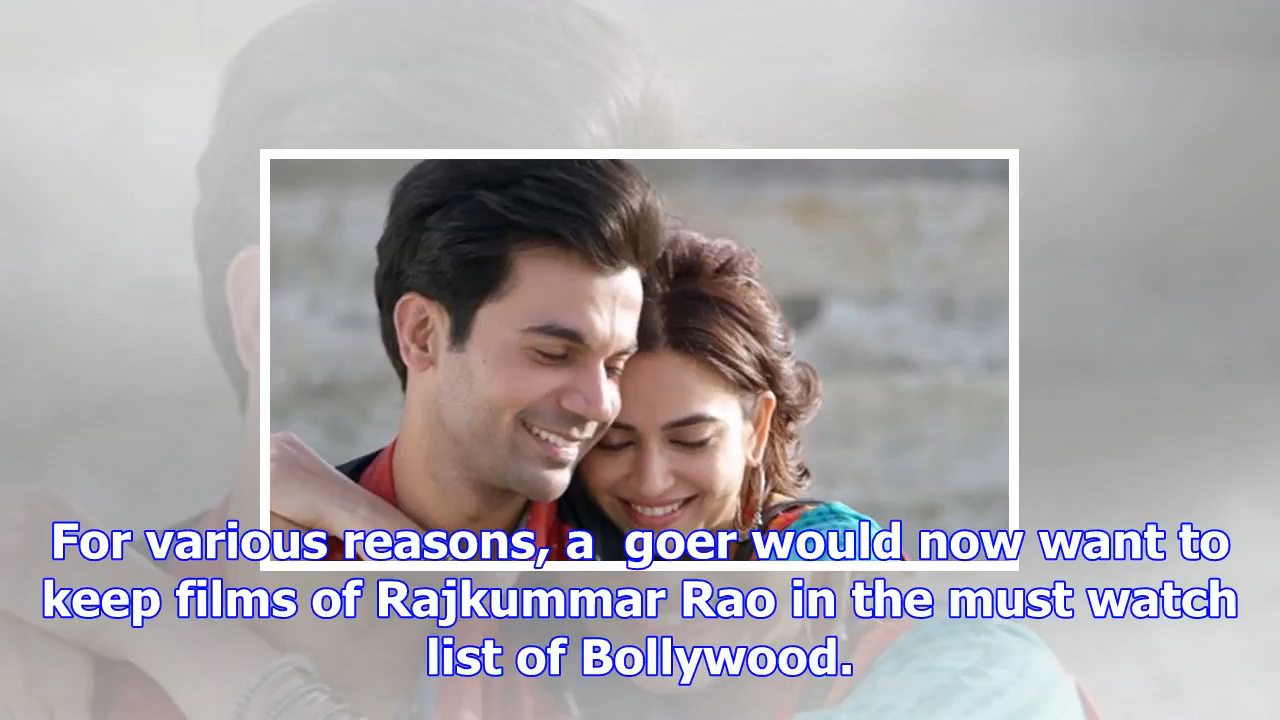 For various reasons, a  goer would now want to
keep films of Rajkummar Rao in the must watch
list of Bollywood.